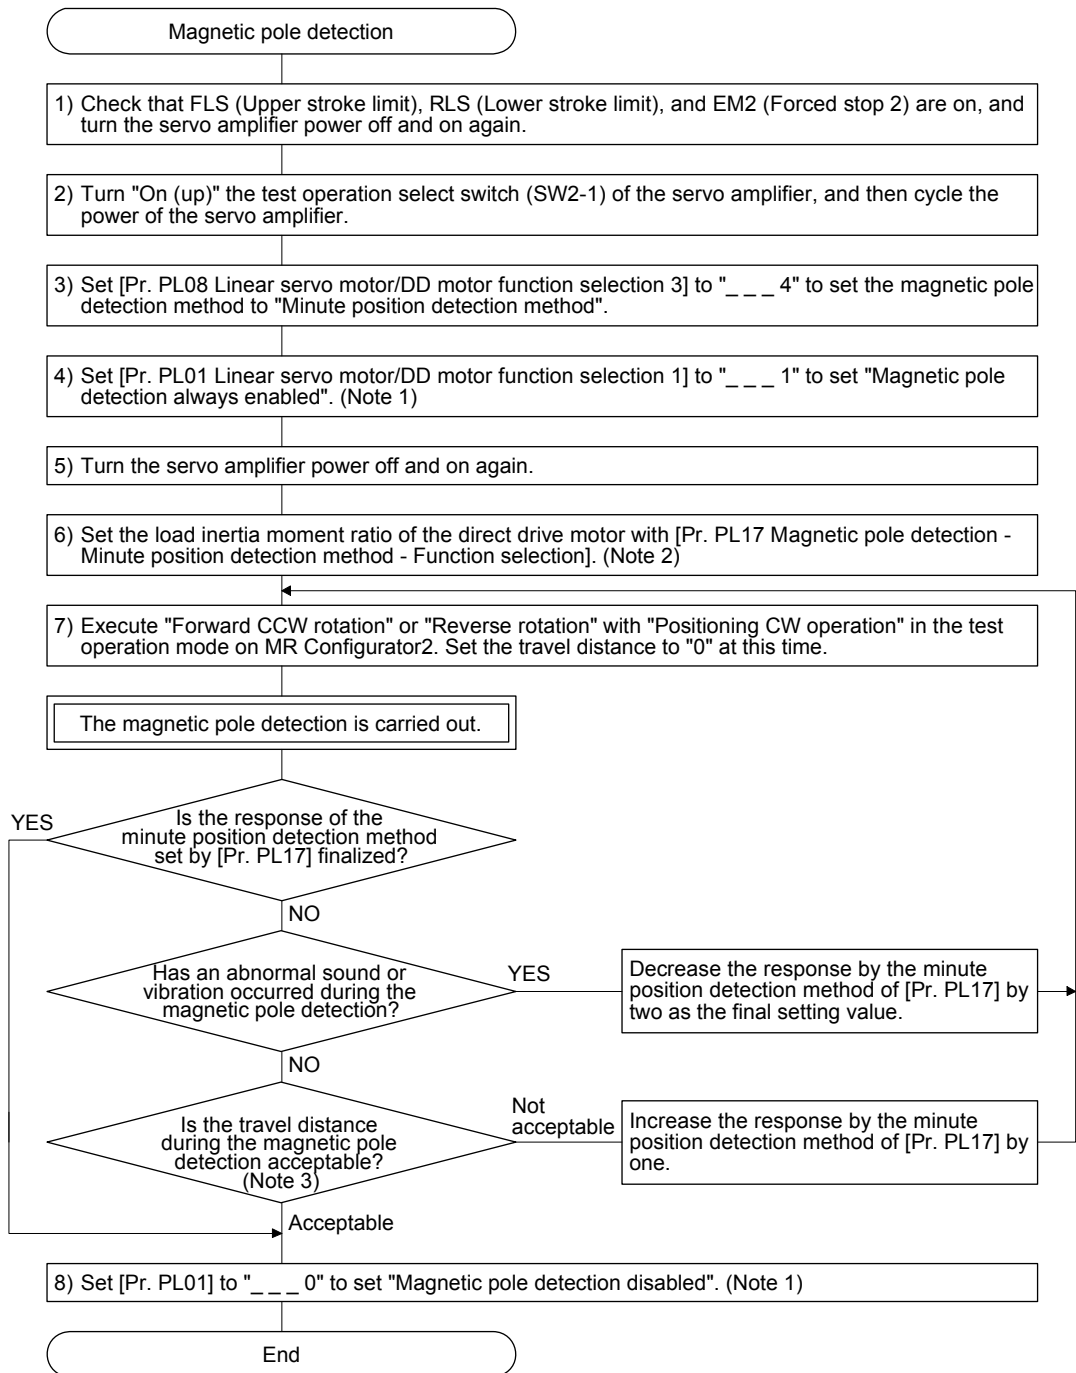 Magnetic pole detection
1) Check that FLS (Upper stroke limit), RLS (Lower stroke limit), and EM2 (Forced stop 2) are on, and
turn the servo amplifier power off and on again.
2) Turn "On (up)" the test operation select switch (SW2-1) of the servo amplifier, and then cycle the
power of the servo amplifier.
3) Set [Pr. PL08 Linear servo motor/DD motor function selection 3] to "_ _ _ 4" to set the magnetic pole
detection method to "Minute position detection method".
4) Set [Pr. PL01 Linear servo motor/DD motor function selection 1] to "_ _ _ 1" to set "Magnetic pole
detection always enabled". (Note 1)
5) Turn the servo amplifier power off and on again.
6) Set the load inertia moment ratio of the direct drive motor with [Pr. PL17 Magnetic pole detection -
Minute position detection method - Function selection]. (Note 2)
7) Execute "Forward CCW rotation" or "Reverse rotation" with "Positioning CW operation" in the test
operation mode on MR Configurator2. Set the travel distance to "0" at this time.
The magnetic pole detection is carried out.
YES
Is the response of the
minute position detection method
set by [Pr. PL17] finalized?
NO
Has an abnormal sound or
vibration occurred during the
magnetic pole detection?
YES
Decrease the response by the minute
position detection method of [Pr. PL17] by
two as the final setting value.
NO
Is the travel distance
during the magnetic pole
detection acceptable?
(Note 3)
Not
acceptable
Increase the response by the minute
position detection method of [Pr. PL17] by
one.
Acceptable
8) Set [Pr. PL01] to "_ _ _ 0" to set "Magnetic pole detection disabled". (Note 1)
End